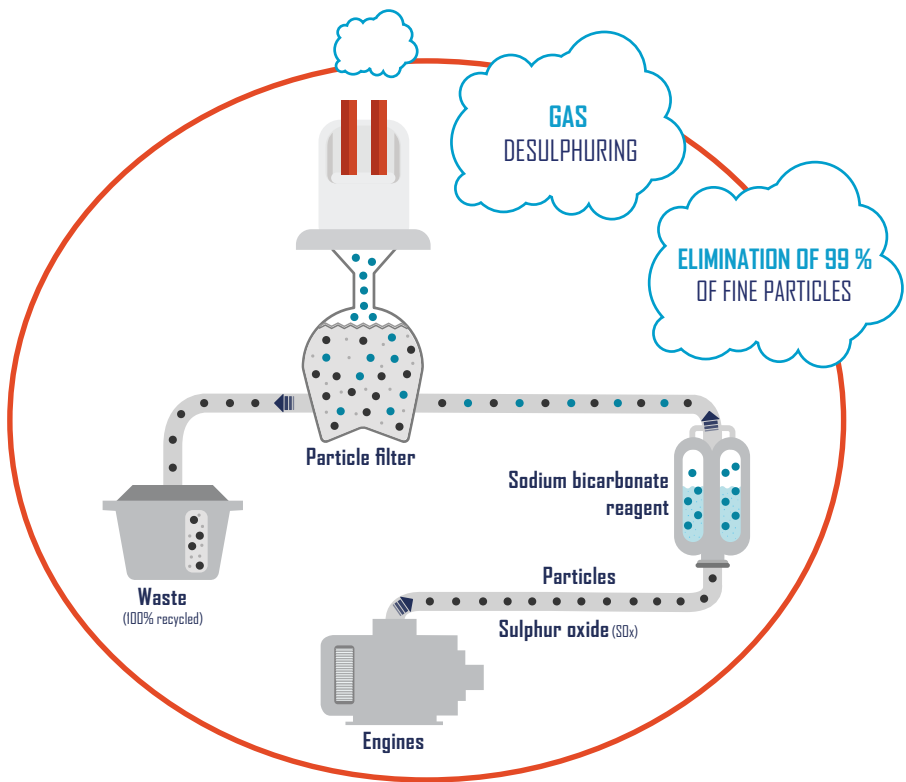 GAS
DESULPHURING
ELIMINATION OF 99 %
OF FINE PARTICLES
Particle filter
Sodium bicarbonate
reagent
Particles
Waste
(100% recycled)
Sulphur oxide (SOx)
Engines